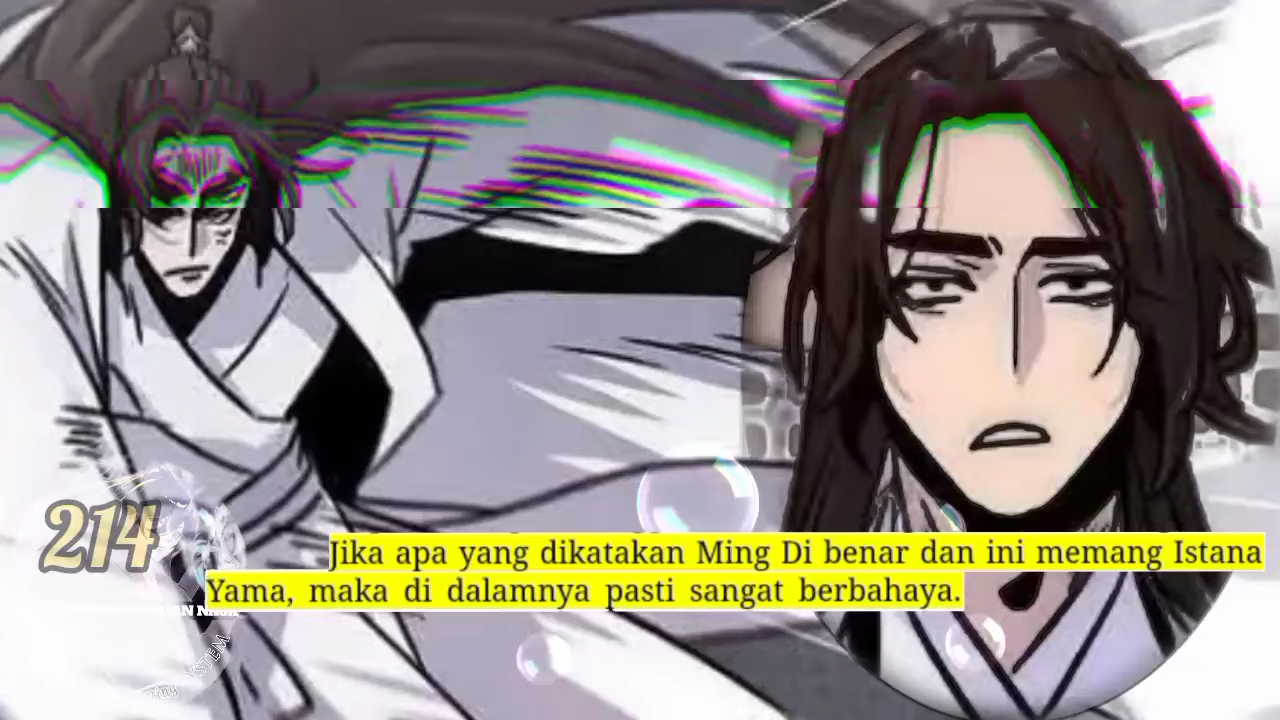 214
Jika apa yang dikatakan Ming Di benar dan ini memang Istana
Yama, maka di dalamnya pasti sangat berbahaya.